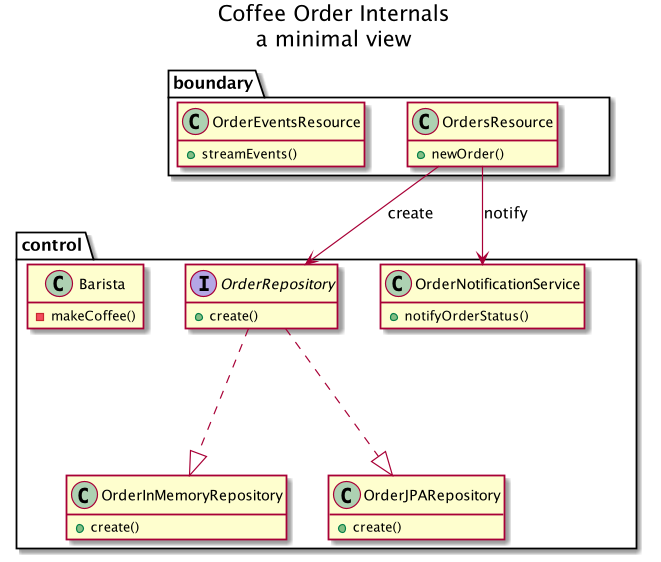 Coffee Order Internals
a minimal view
boundary
C OrderEventsResource
streamEvents()
C OrdersResource
newOrder()
create
notify
control
C Barista
makeCoffee()
I OrderRepository
create()
C OrderNotificationService
notifyOrderStatus()
C OrderInMemoryRepository
create()
C OrderJPARepository
create()